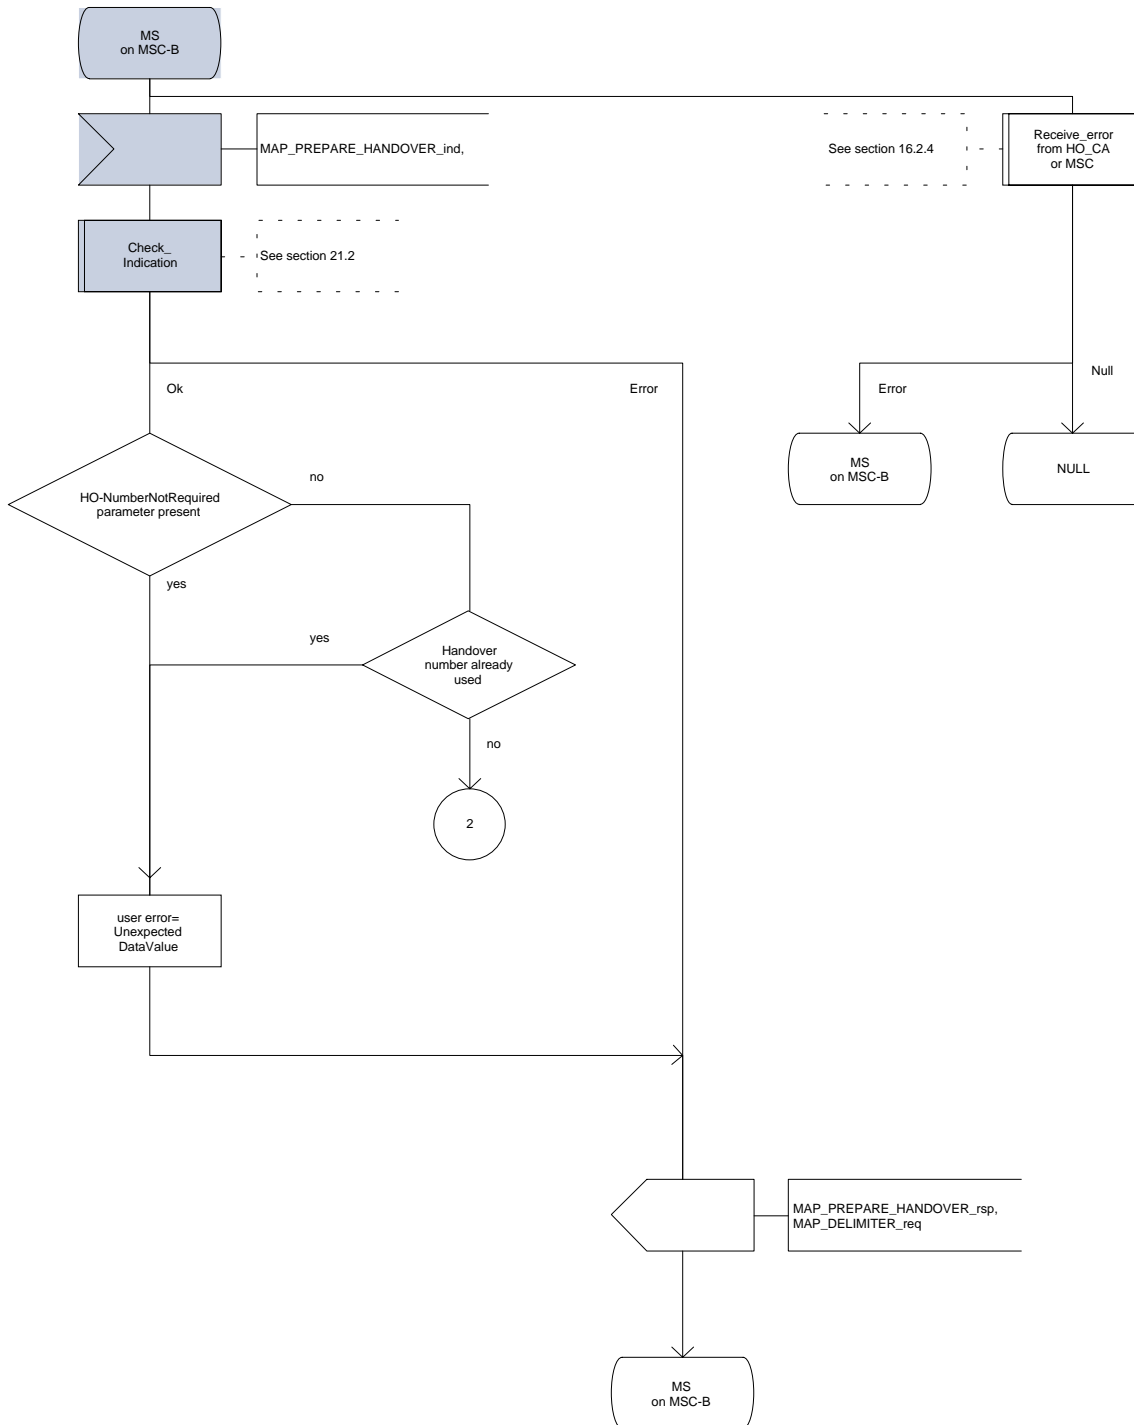 MS
on MSC-B
MAP_PREPARE_HANDOVER_ind,
See section 16.2.4
Receive_error
from HO_CA
or MSC
Check_
Indication
See section 21.2
Ok
Error
Error
Null
MS
on MSC-B
NULL
HO-NumberNotRequired
parameter present
no
yes
yes
Handover
number already
used
no
2
user error=
Unexpected
DataValue
MAP_PREPARE_HANDOVER_rsp,
MAP_DELIMITER_req
MS
on MSC-B